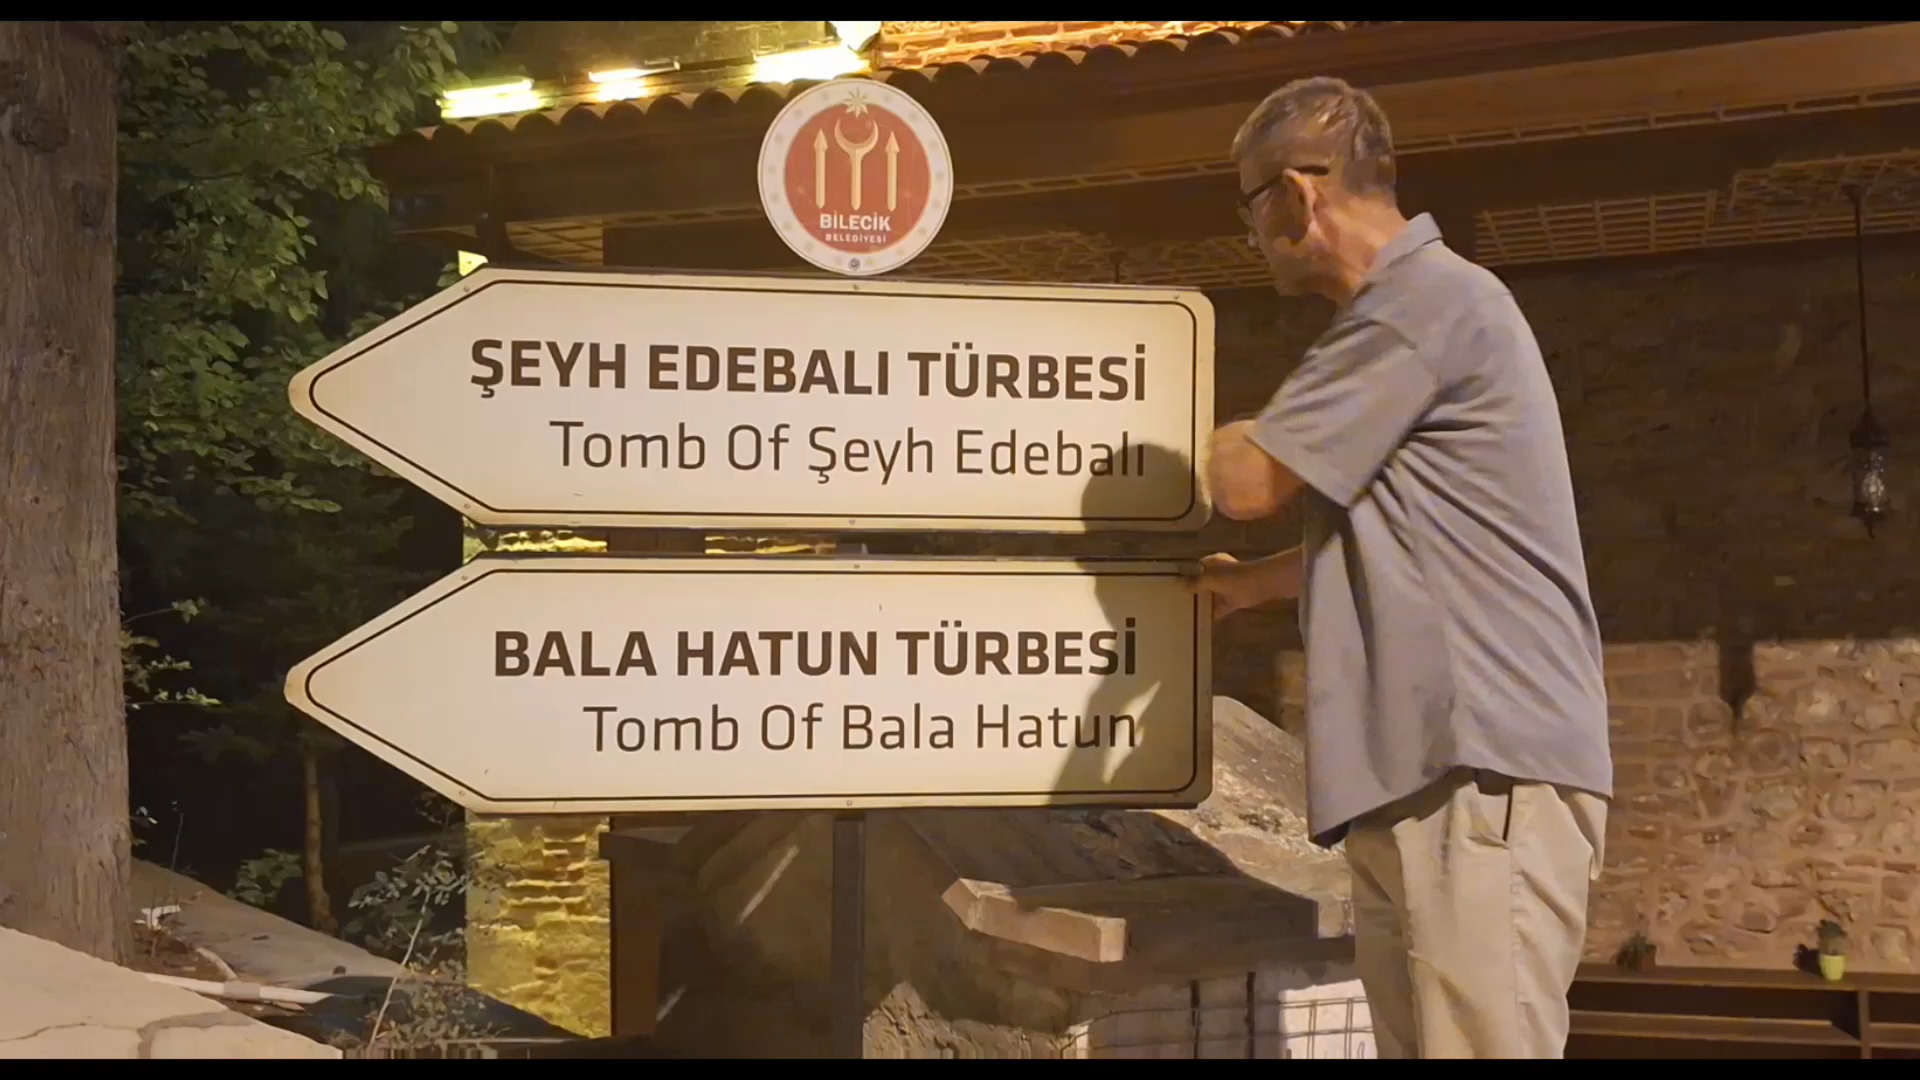 BİLECİK
BELEDİYESİ
ŞEYH EDEBALI TÜRBESİ
Tomb Of Şeyh Edebalı
BALA HATUN TÜRBESİ
Tomb Of Bala Hatun